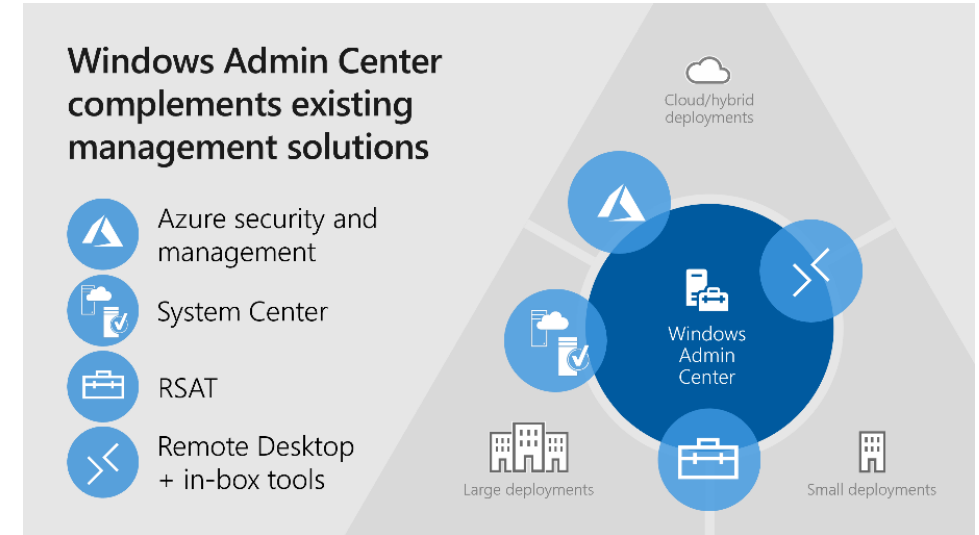 Windows Admin Center
complements existing
management solutions
Azure security and
management
System Center
RSAT
Remote Desktop
+ in-box tools
Cloud/hybrid
deployments
Windows
Admin
Center
Large deployments
Small deployments